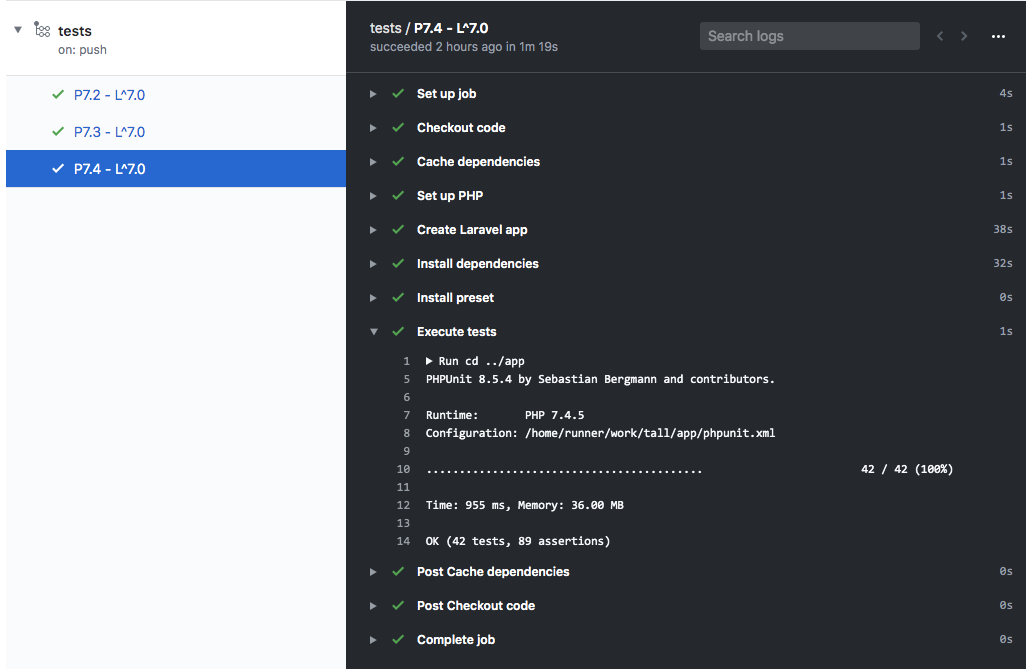 tests
on: push
P7.2 - L^7.0
P7.3 - L^7.0
P7.4 - L^7.0
tests / P7.4 - L^7.0
succeeded 2 hours ago in 1m 19s
Search logs
Set up job 4s
Checkout code 1s
Cache dependencies 1s
Set up PHP 1s
Create Laravel app 38s
Install dependencies 32s
Install preset 0s
Execute tests 1s
1 Run cd ../app
5 PHPUnit 8.5.4 by Sebastian Bergmann and contributors.
6
7 Runtime: PHP 7.4.5
8 Configuration: /home/runner/work/tall/app/phpunit.xml
9
10 .......................................... 42 / 42 (100%)
11
12 Time: 955 ms, Memory: 36.00 MB
13
14 OK (42 tests, 89 assertions)
Post Cache dependencies 0s
Post Checkout code 0s
Complete job 0s